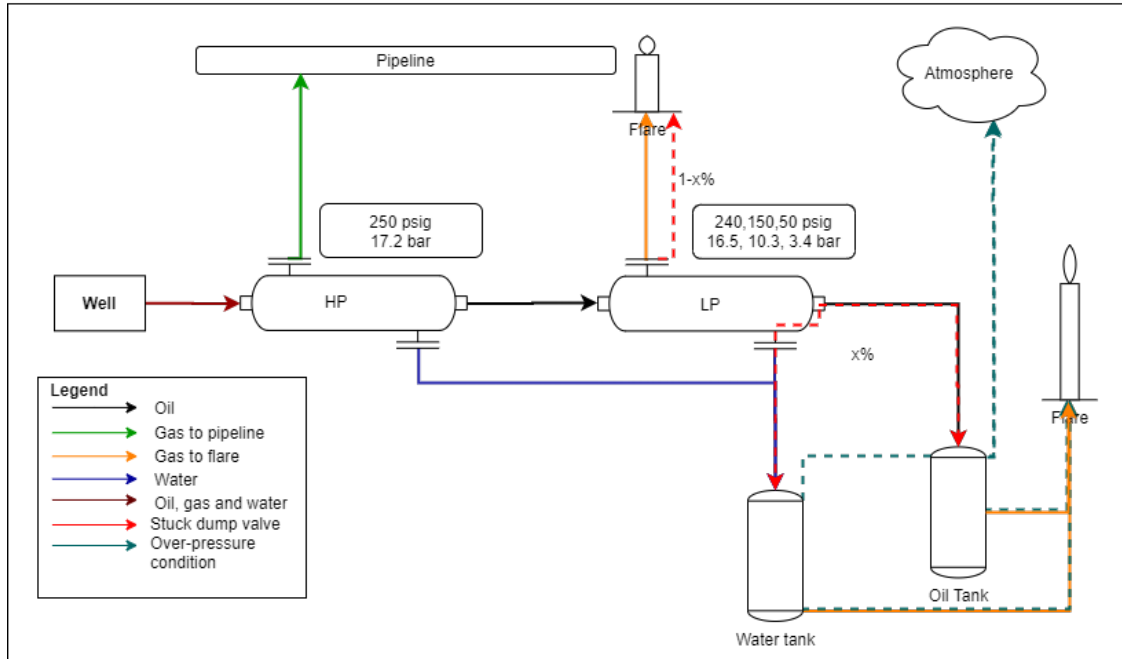 Pipeline
Flare
Atmosphere
1-x%
250 psig
17.2 bar
240,150,50 psig
16.5, 10.3, 3.4 bar
Well
HP
LP
x%
Legend
Oil
Gas to pipeline
Gas to flare
Water
Oil, gas and water
Stuck dump valve
Over-pressure
condition
Flare
Oil Tank
Water tank